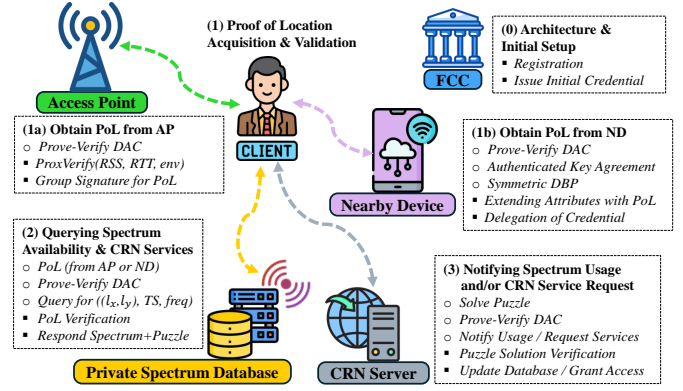 (1) Proof of Location
Acquisition & Validation
(0) Architecture &
Initial Setup
▪ Registration
▪ Issue Initial Credential
FCC
Access Point
CLIENT
(1a) Obtain PoL from AP
○ Prove-Verify DAC
▪ ProxVerify(RSS, RTT, env)
▪ Group Signature for PoL
Nearby Device
(1b) Obtain PoL from ND
○ Prove-Verify DAC
○ Authenticated Key Agreement
○ Symmetric DBP
▪ Extending Attributes with PoL
▪ Delegation of Credential
(2) Querying Spectrum
Availability & CRN Services
○ PoL (from AP or ND)
○ Prove-Verify DAC
○ Query for ((lₓ,lᵧ), TS, freq)
▪ PoL Verification
▪ Respond Spectrum+Puzzle
Private Spectrum Database
CRN Server
(3) Notifying Spectrum Usage
and/or CRN Service Request
○ Solve Puzzle
○ Prove-Verify DAC
○ Notify Usage / Request Services
▪ Puzzle Solution Verification
▪ Update Database / Grant Access